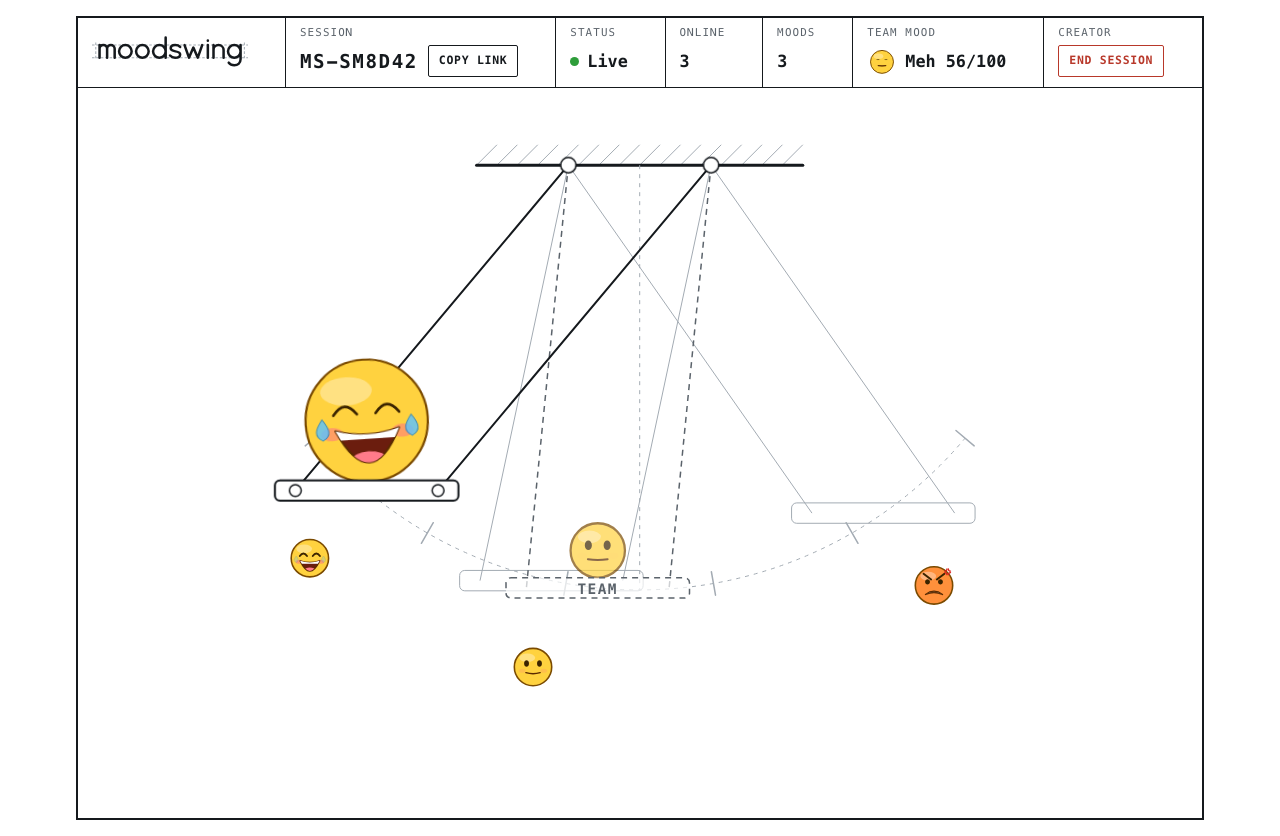 moodswing
SESSION
MS-SM8D42
COPY LINK
STATUS
Live
ONLINE
3
MOODS
3
TEAM MOOD
Meh 56/100
CREATOR
END SESSION
TEAM